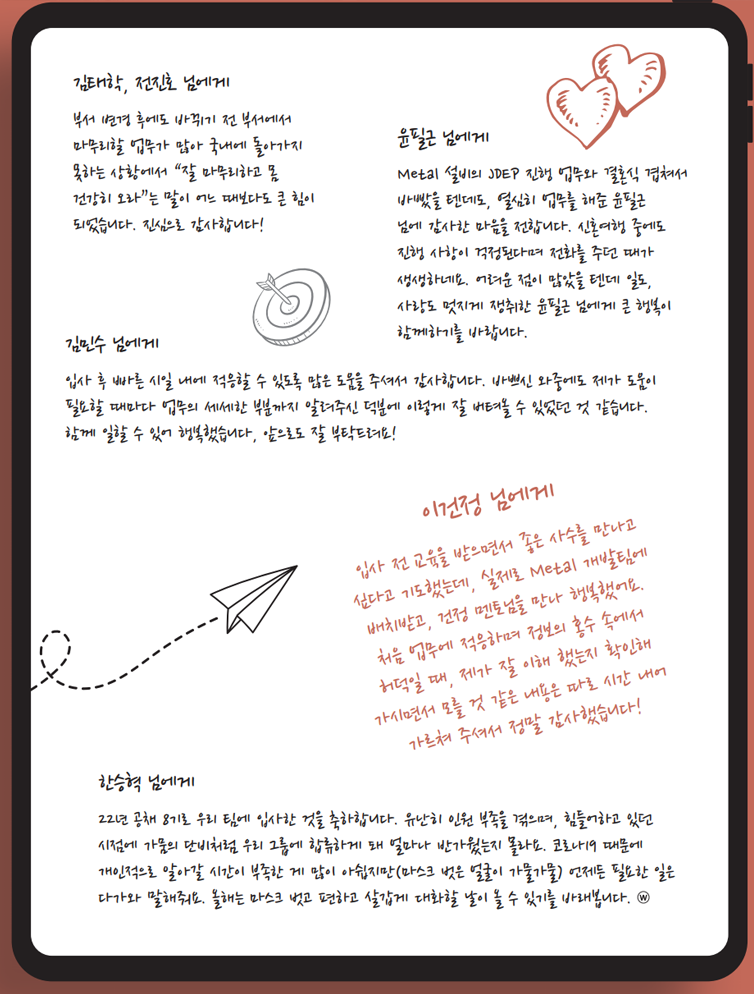 김태학, 전진호 님에게
부서 변경 후에도 바뀌기 전 부서에서
마무리할 업무가 많아 국내에 돌아가지
못하는 상황에서 “잘 마무리하고 몸
건강히 오라”는 말이 어느 때보다도 큰 힘이
되었습니다. 진심으로 감사합니다!
윤필근 님에게
Metal 설비의 JDEP 진행 업무와 결혼식 겹쳐서
바빴을 텐데도, 열심히 업무를 해준 윤필근
님에 감사한 마음을 전합니다. 신혼여행 중에도
진행 사항이 걱정된다며 전화를 주던 때가
생생하네요. 어려운 점이 많았을 텐데 일도,
사랑도 멋지게 쟁취한 윤필근 님에게 큰 행복이
함께하기를 바랍니다.
김민수 님에게
입사 후 빠른 시일 내에 적응할 수 있도록 많은 도움을 주셔서 감사합니다. 바쁘신 와중에도 제가 도움이
필요할 때마다 업무의 세세한 부분까지 알려주신 덕분에 이렇게 잘 버텨올 수 있었던 것 같습니다.
함께 일할 수 있어 행복했습니다, 앞으로도 잘 부탁드려요!
이건정 님에게
입사 전 교육을 받으면서 좋은 사수를 만나고
싶다고 기도했는데, 실제로 Metal 개발팀에
배치받고, 건정 멘토님을 만나 행복했어요.
처음 업무에 적응하며 정보의 홍수 속에서
허덕일 때, 제가 잘 이해 했는지 확인해
가시면서 모를 것 같은 내용은 따로 시간 내어
가르쳐 주셔서 정말 감사했습니다!
한승혁 님에게
22년 공채 8기로 우리 팀에 입사한 것을 축하합니다. 유난히 인원 부족을 겪으며, 힘들어하고 있던
시점에 가뭄의 단비처럼 우리 그룹에 합류하게 돼 얼마나 반가웠는지 몰라요. 코로나19 때문에
개인적으로 알아갈 시간이 부족한 게 많이 아쉽지만(마스크 벗은 얼굴이 가물가물) 언제든 필요한 일은
다가와 말해줘요. 올해는 마스크 벗고 편하고 살갑게 대화할 날이 올 수 있기를 바래봅니다. ⓦ